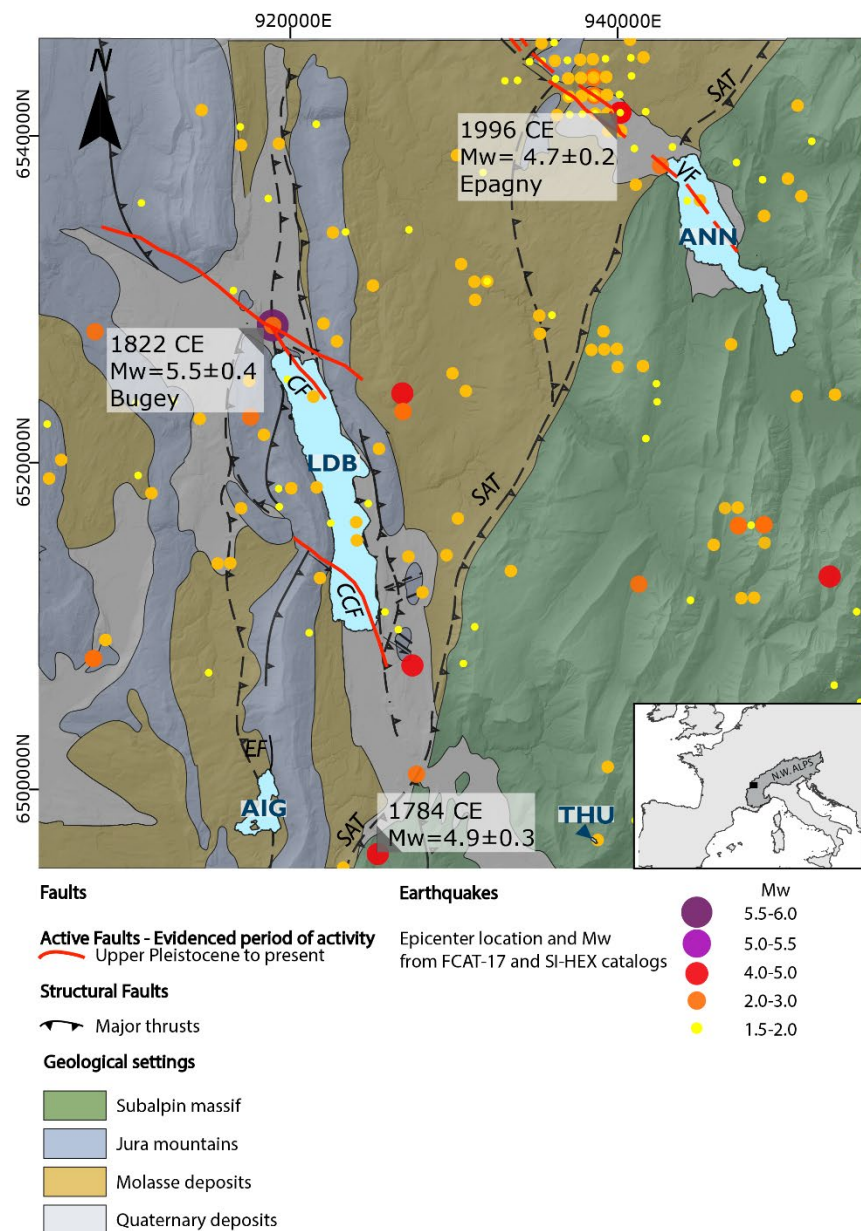 920000E
940000E
N
SAT
6540000N
1996 CE
Mw= 4.7±0.2
Epagny
VF
ANN
1822 CE
Mw=5.5±0.4
Bugey
CF
LDB
6520000N
SAT
CCF
EF
6500000N
AIG
SAT
1784 CE
Mw=4.9±0.3
THU
N.W. ALPS
Faults
Active Faults - Evidenced period of activity
Upper Pleistocene to present
Structural Faults
Major thrusts
Geological settings
Subalpin massif
Jura mountains
Molasse deposits
Quaternary deposits
Earthquakes
Epicenter location and Mw
from FCAT-17 and SI-HEX catalogs
Mw
5.5-6.0
5.0-5.5
4.0-5.0
2.0-3.0
1.5-2.0